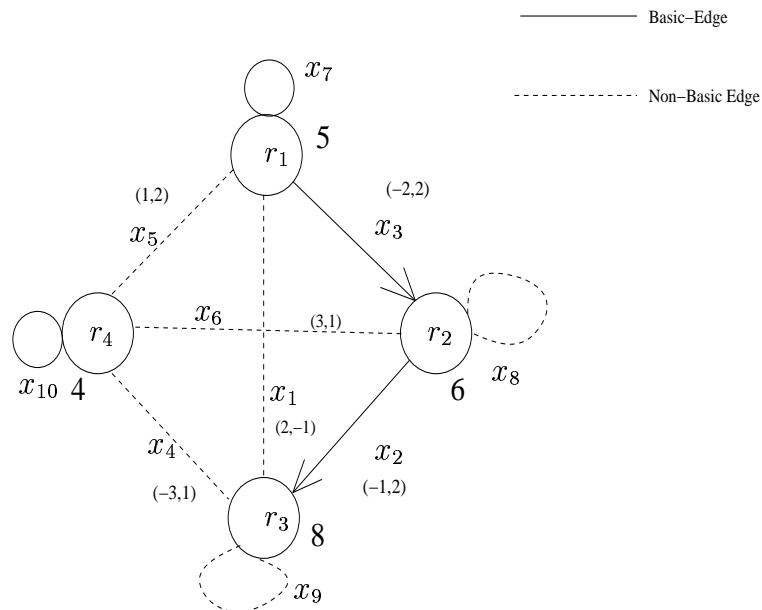 Basic-Edge
x7
Non-Basic Edge
5
r1
(1,2)
(-2,2)
x5
x3
x6
(3,1)
r4
r2
x10
4
x1
x8
6
(2,-1)
x4
x2
(-3,1)
(-1,2)
r3
8
x9